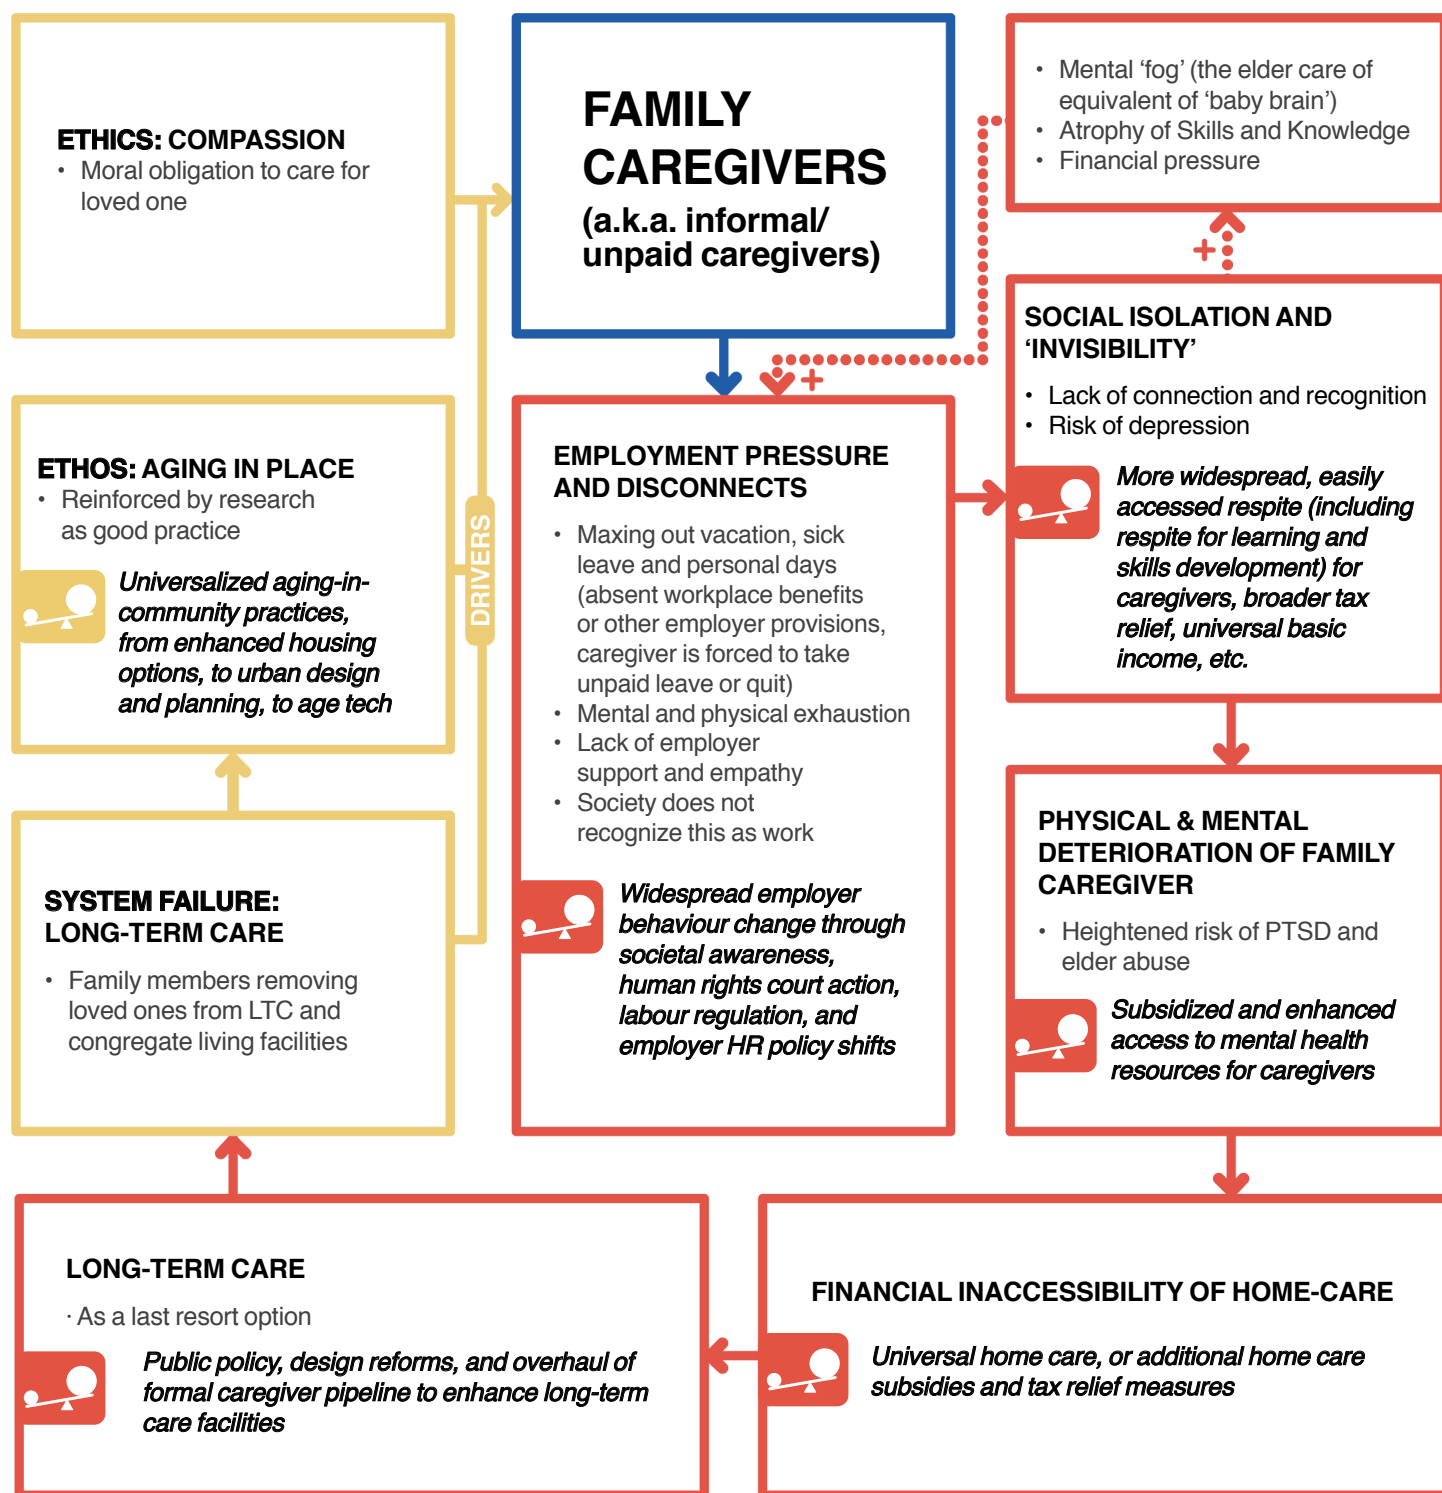 ETHICS: COMPASSION
• Moral obligation to care for
loved one
FAMILY
CAREGIVERS
(a.k.a. informal/
unpaid caregivers)
• Mental ‘fog’ (the elder care of
equivalent of ‘baby brain’)
• Atrophy of Skills and Knowledge
• Financial pressure
+
+
DRIVERS
ETHOS: AGING IN PLACE
• Reinforced by research
as good practice
Universalized aging-in-
community practices,
from enhanced housing
options, to urban design
and planning, to age tech
EMPLOYMENT PRESSURE
AND DISCONNECTS
• Maxing out vacation, sick
leave and personal days
(absent workplace benefits
or other employer provisions,
caregiver is forced to take
unpaid leave or quit)
• Mental and physical exhaustion
• Lack of employer
support and empathy
• Society does not
recognize this as work
Widespread employer
behaviour change through
societal awareness,
human rights court action,
labour regulation, and
employer HR policy shifts
SOCIAL ISOLATION AND
‘INVISIBILITY’
• Lack of connection and recognition
• Risk of depression
More widespread, easily
accessed respite (including
respite for learning and
skills development) for
caregivers, broader tax
relief, universal basic
income, etc.
SYSTEM FAILURE:
LONG-TERM CARE
• Family members removing
loved ones from LTC and
congregate living facilities
PHYSICAL & MENTAL
DETERIORATION OF FAMILY
CAREGIVER
• Heightened risk of PTSD and
elder abuse
Subsidized and enhanced
access to mental health
resources for caregivers
LONG-TERM CARE
· As a last resort option
Public policy, design reforms, and overhaul of
formal caregiver pipeline to enhance long-term
care facilities
FINANCIAL INACCESSIBILITY OF HOME-CARE
Universal home care, or additional home care
subsidies and tax relief measures